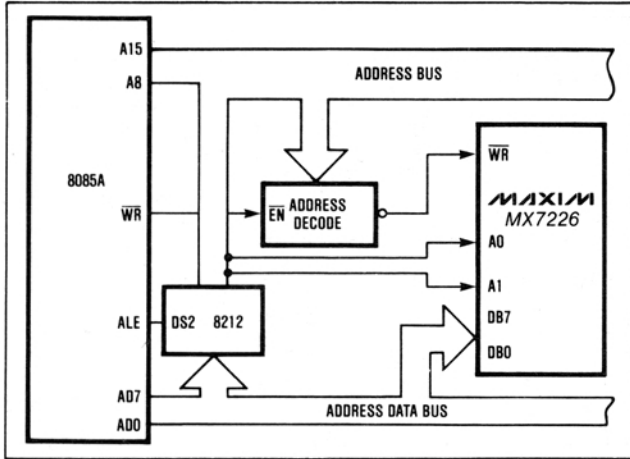 A15
ADDRESS BUS
A8
8085A
WR
WR
MAXIM
MX7226
EN
ADDRESS
DECODE
A0
A1
ALE
DS2 8212
DB7
DB0
AD7
ADDRESS DATA BUS
AD0